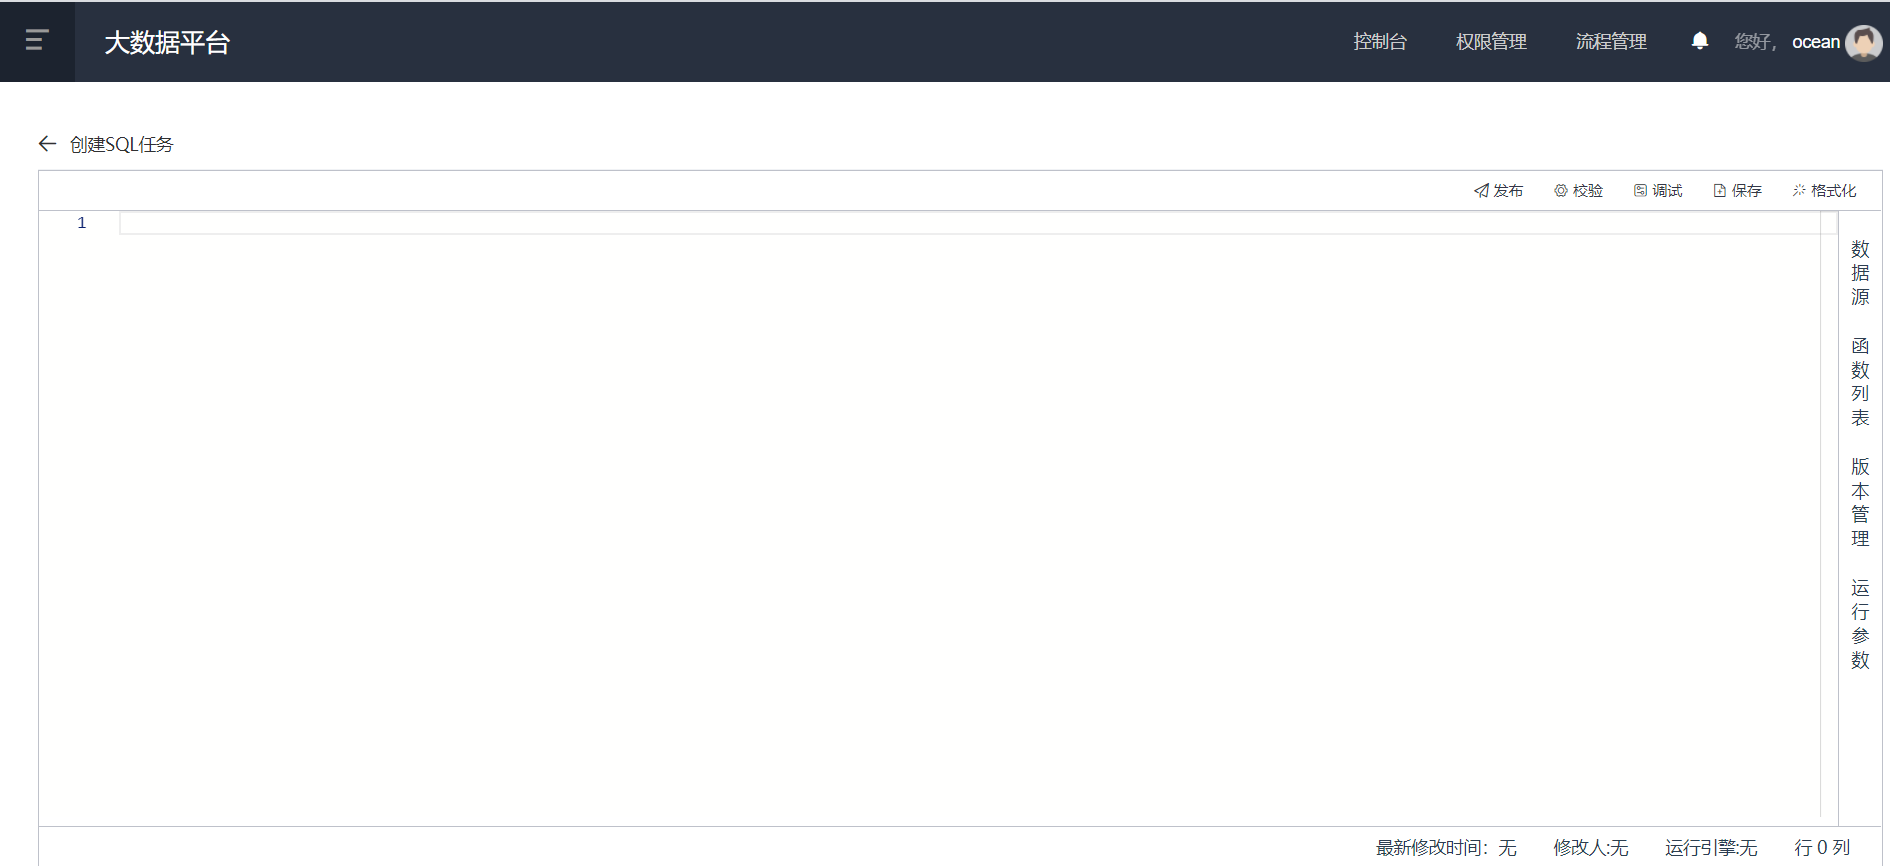 大数据平台 控制台 权限管理 流程管理 您好, ocean
创建SQL任务
发布 校验 调试 保存 格式化
1
数据源
函数列表
版本管理
运行参数
最新修改时间：无 修改人:无 运行引擎:无 行 0 列